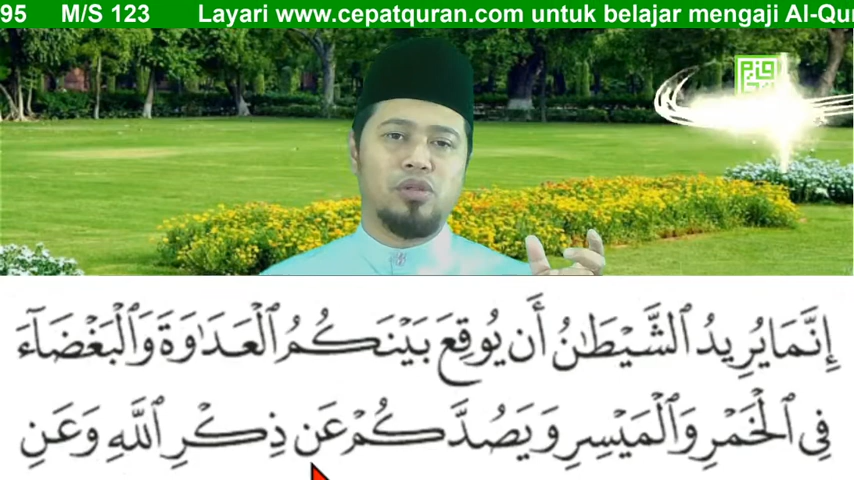 95 M/S 123 Layari www.cepatquran.com untuk belajar mengaji Al-Qu
إِنَّمَا يُرِيدُ ٱلشَّيْطَـٰنُ أَن يُوقِعَ بَيْنَكُمُ ٱلْعَدَٰوَةَ وَٱلْبَغْضَآءَ
فِى ٱلْخَمْرِ وَٱلْمَيْسِرِ وَيَصُدَّكُمْ عَن ذِكْرِ ٱللَّهِ وَعَنِ